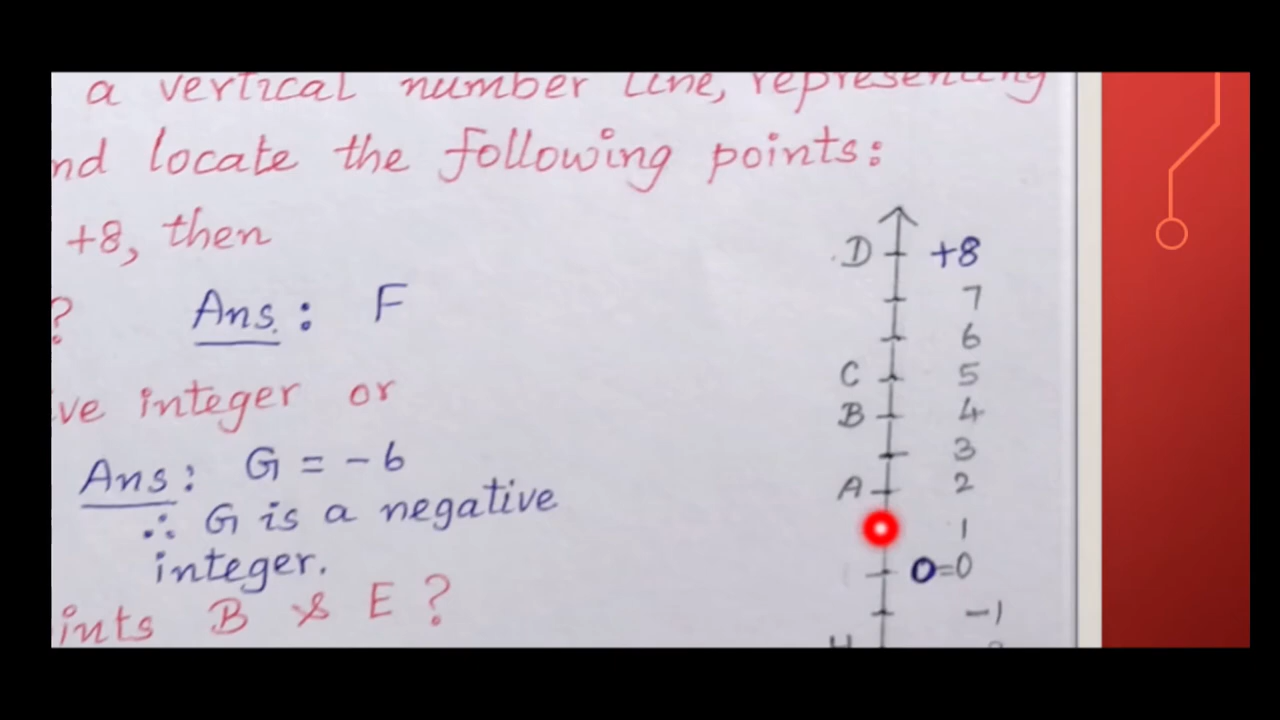 a vertical number line, representing
nd locate the following points:
+8, then
? Ans: F
ve integer or
Ans: G = -6
∴ G is a negative
integer.
ints B & E ?
D +8
7
6
C 5
B 4
3
A 2
1
O=0
-1
H